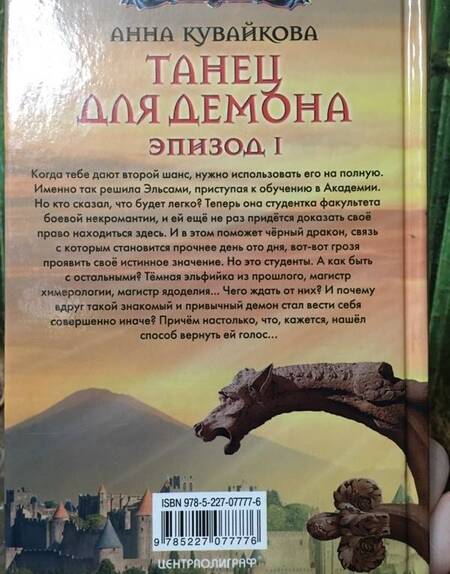 АННА КУВАЙКОВА
ТАНЕЦ
ДЛЯ ДЕМОНА
ЭПИЗОД I
Когда тебе дают второй шанс, нужно использовать его на полную.
Именно так решила Эльсами, приступая к обучению в Академии.
Но кто сказал, что будет легко? Теперь она студентка факультета
боевой некромантии, и ей ещё не раз придётся доказать своё
право находиться здесь. И в этом поможет чёрный дракон, связь
с которым становится прочнее день ото дня, вот-вот грозя
проявить своё истинное значение. Но это студенты. А как быть
с остальными? Тёмная эльфийка из прошлого, магистр
химерологии, магистр ядоделия... Чего ждать от них? И почему
вдруг такой знакомый и привычный демон стал вести себя
совершенно иначе? Причём настолько, что, кажется, нашёл
способ вернуть ей голос...
ISBN 978-5-227-07777-6
9 785227 077776
ЦЕНТРПОЛИГРАФ